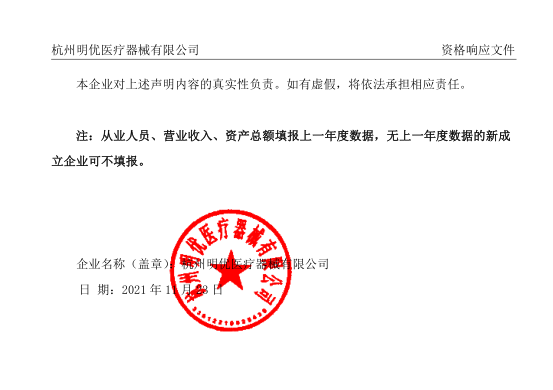 杭州明优医疗器械有限公司 资格响应文件
本企业对上述声明内容的真实性负责。如有虚假，将依法承担相应责任。
注：从业人员、营业收入、资产总额填报上一年度数据，无上一年度数据的新成
立企业可不填报。
企业名称（盖章）：杭州明优医疗器械有限公司
日 期：2021 年 11 月 23 日
杭州明优医疗器械有限公司